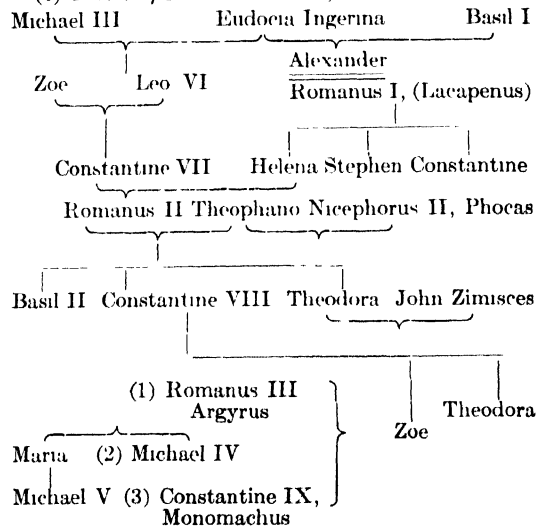 Michael III Eudocia Ingerina Basil I
Alexander
Zoe Leo VI
Romanus I, (Lacapenus)
Constantine VII Helena Stephen Constantine
Romanus II Theophano Nicephorus II, Phocas
Basil II Constantine VIII Theodora John Zimisces
(1) Romanus III
Argyrus
Theodora
Zoe
Maria (2) Michael IV
Michael V (3) Constantine IX,
Monomachus